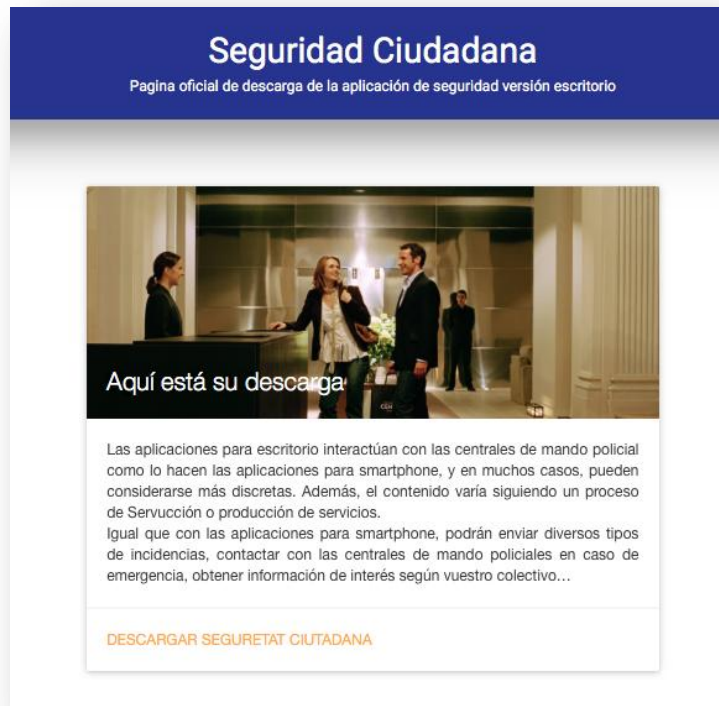 Seguridad Ciudadana
Pagina oficial de descarga de la aplicación de seguridad versión escritorio
Aquí está su descarga
Las aplicaciones para escritorio interactúan con las centrales de mando policial
como lo hacen las aplicaciones para smartphone, y en muchos casos, pueden
considerarse más discretas. Además, el contenido varía siguiendo un proceso
de Servucción o producción de servicios.
Igual que con las aplicaciones para smartphone, podrán enviar diversos tipos
de incidencias, contactar con las centrales de mando policiales en caso de
emergencia, obtener información de interés según vuestro colectivo…
DESCARGAR SEGURETAT CIUTADANA